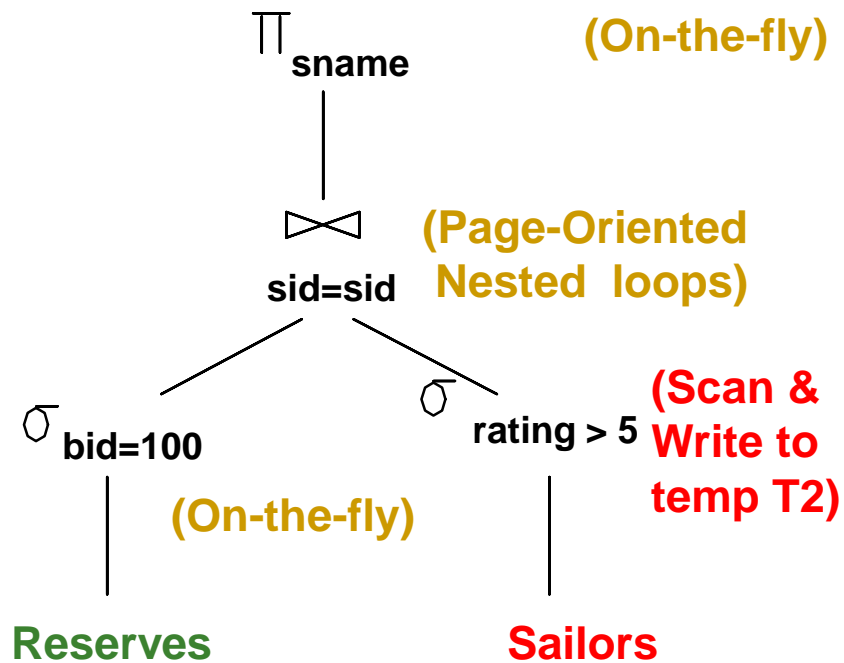 ∏ sname (On-the-fly)
⋈ sid=sid
(Page-Oriented
Nested loops)
σ bid=100
(On-the-fly)
σ rating > 5
(Scan &
Write to
temp T2)
Reserves
Sailors